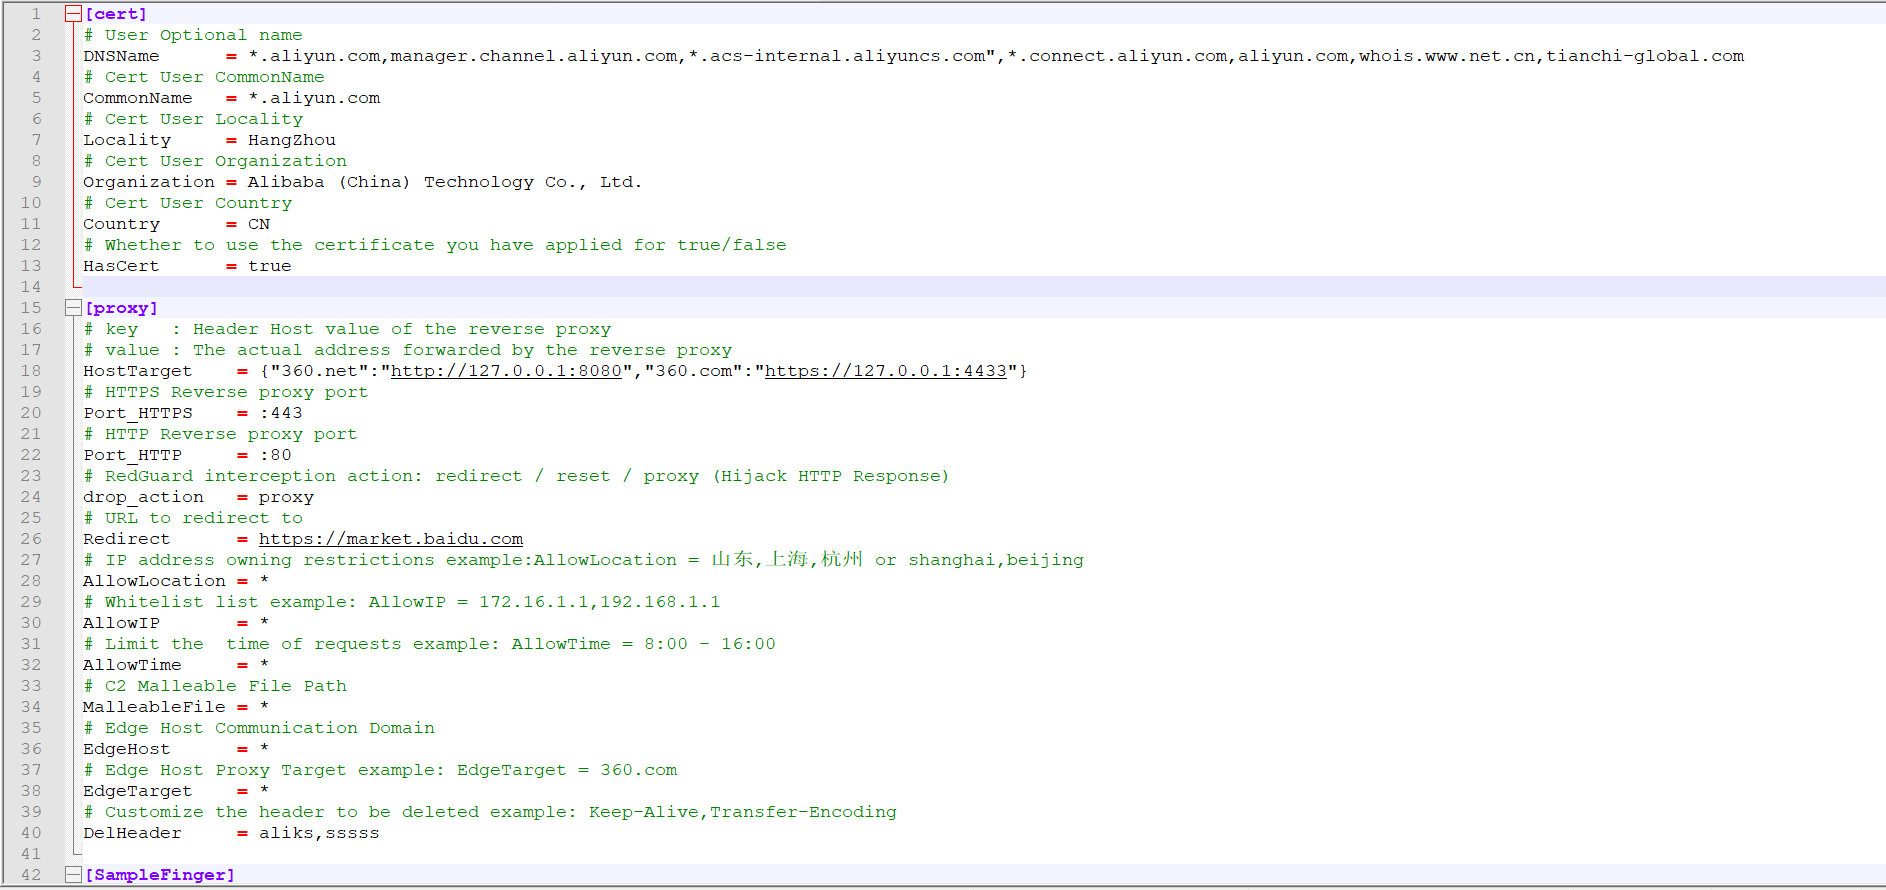 1 [cert]
2 # User Optional name
3 DNSName      = *.aliyun.com,manager.channel.aliyun.com,*.acs-internal.aliyuncs.com",*.connect.aliyun.com,aliyun.com,whois.www.net.cn,tianchi-global.com
4 # Cert User CommonName
5 CommonName   = *.aliyun.com
6 # Cert User Locality
7 Locality     = HangZhou
8 # Cert User Organization
9 Organization = Alibaba (China) Technology Co., Ltd.
10 # Cert User Country
11 Country      = CN
12 # Whether to use the certificate you have applied for true/false
13 HasCert      = true
14
15 [proxy]
16 # key   : Header Host value of the reverse proxy
17 # value : The actual address forwarded by the reverse proxy
18 HostTarget    = {"360.net":"http://127.0.0.1:8080","360.com":"https://127.0.0.1:4433"}
19 # HTTPS Reverse proxy port
20 Port_HTTPS    = :443
21 # HTTP Reverse proxy port
22 Port_HTTP     = :80
23 # RedGuard interception action: redirect / reset / proxy (Hijack HTTP Response)
24 drop_action   = proxy
25 # URL to redirect to
26 Redirect      = https://market.baidu.com
27 # IP address owning restrictions example:AllowLocation = 山东,上海,杭州 or shanghai,beijing
28 AllowLocation = *
29 # Whitelist list example: AllowIP = 172.16.1.1,192.168.1.1
30 AllowIP       = *
31 # Limit the  time of requests example: AllowTime = 8:00 - 16:00
32 AllowTime     = *
33 # C2 Malleable File Path
34 MalleableFile = *
35 # Edge Host Communication Domain
36 EdgeHost      = *
37 # Edge Host Proxy Target example: EdgeTarget = 360.com
38 EdgeTarget    = *
39 # Customize the header to be deleted example: Keep-Alive,Transfer-Encoding
40 DelHeader     = aliks,sssss
41
42 [SampleFinger]